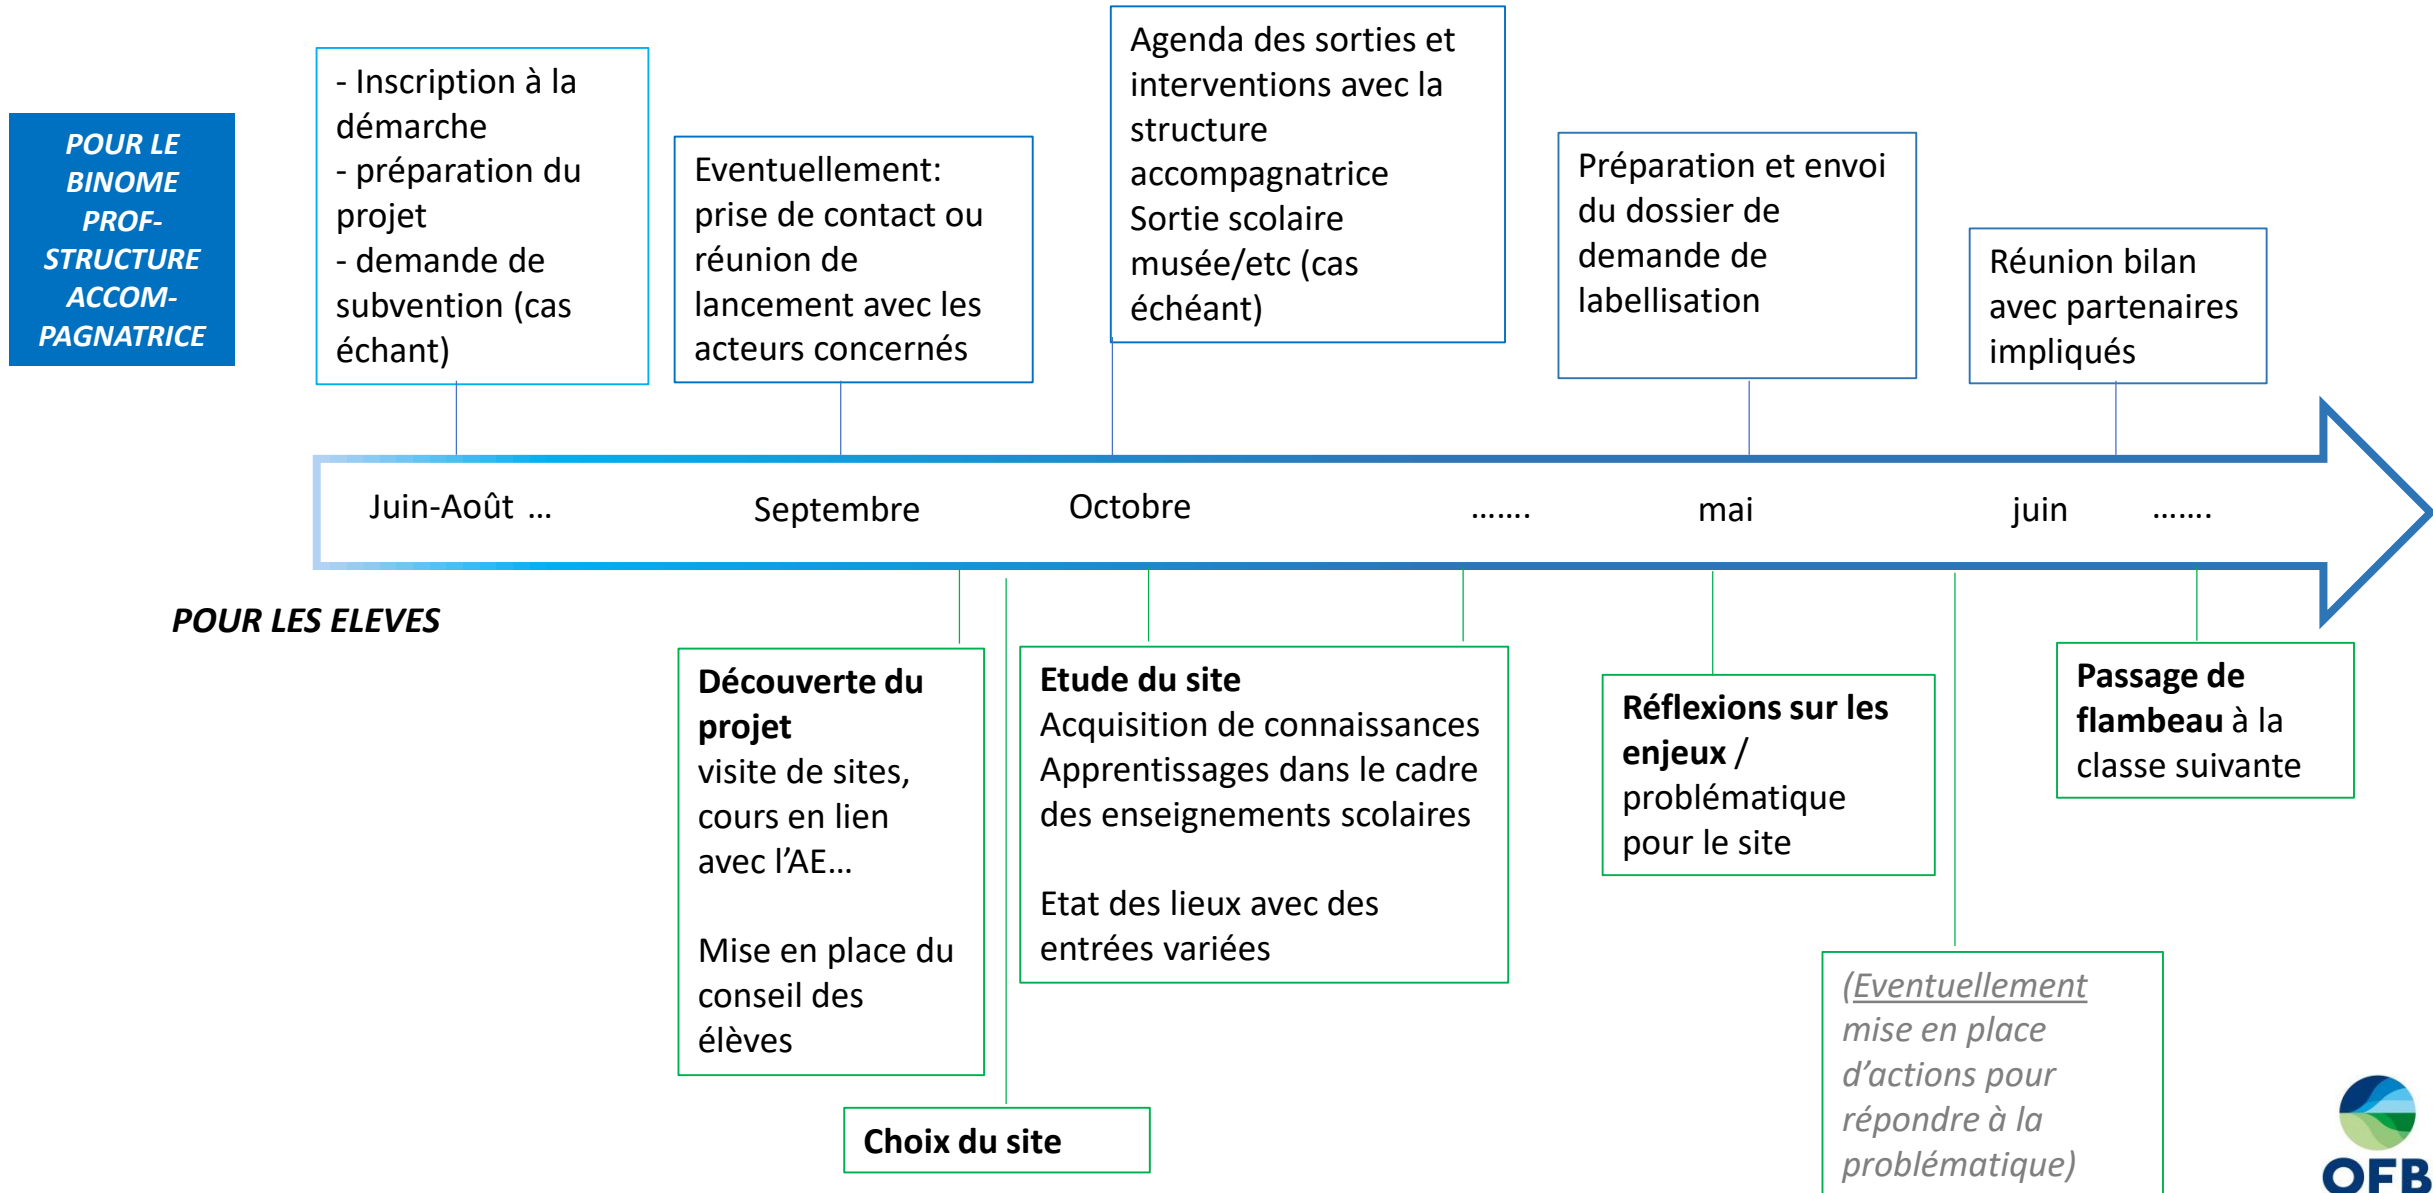 POUR LE
BINOME
PROF-
STRUCTURE
ACCOM-
PAGNATRICE
- Inscription à la
démarche
- préparation du
projet
- demande de
subvention (cas
échant)
Eventuellement:
prise de contact ou
réunion de
lancement avec les
acteurs concernés
Agenda des sorties et
interventions avec la
structure
accompagnatrice
Sortie scolaire
musée/etc (cas
échéant)
Préparation et envoi
du dossier de
demande de
labellisation
Réunion bilan
avec partenaires
impliqués
Juin-Août ...
Septembre
Octobre
.......
mai
juin
.......
POUR LES ELEVES
Découverte du
projet
visite de sites,
cours en lien
avec l’AE...
Mise en place du
conseil des
élèves
Choix du site
Etude du site
Acquisition de connaissances
Apprentissages dans le cadre
des enseignements scolaires
Etat des lieux avec des
entrées variées
Réflexions sur les
enjeux /
problématique
pour le site
(Eventuellement
mise en place
d’actions pour
répondre à la
problématique)
Passage de
flambeau à la
classe suivante
OFB